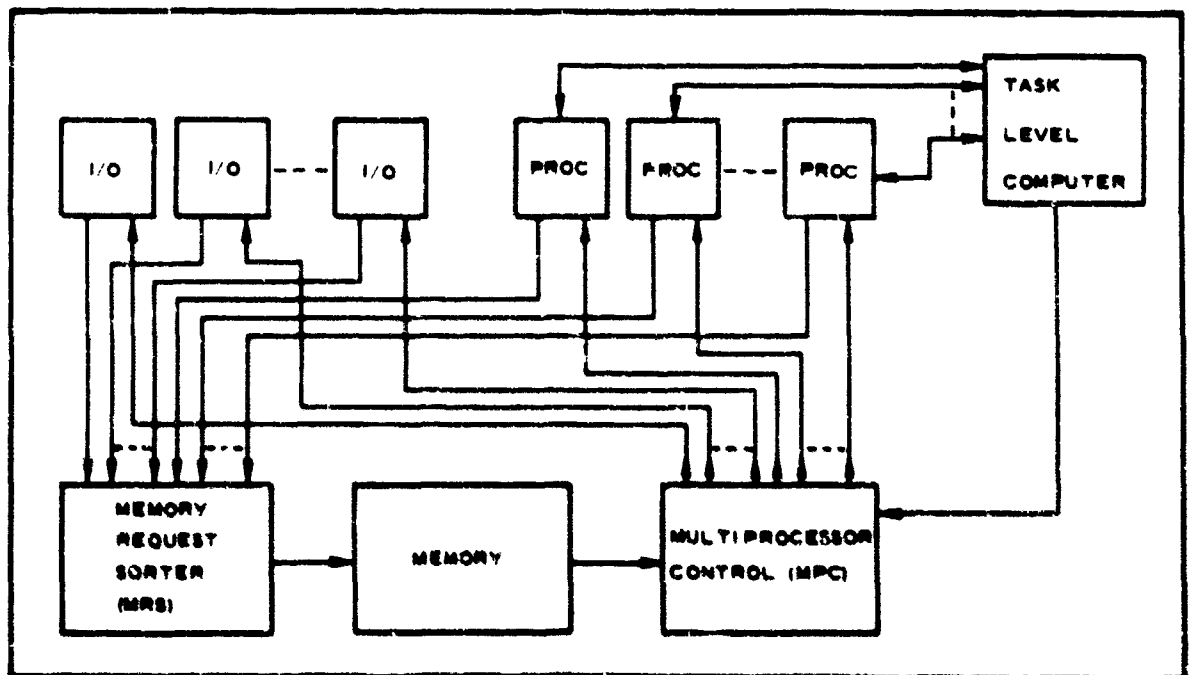 TASK
LEVEL
COMPUTER
I/O
I/O
I/O
PROC
PROC
PROC
MEMORY
REQUEST
SORTER
(MRS)
MEMORY
MULTIPROCESSOR
CONTROL (MPC)